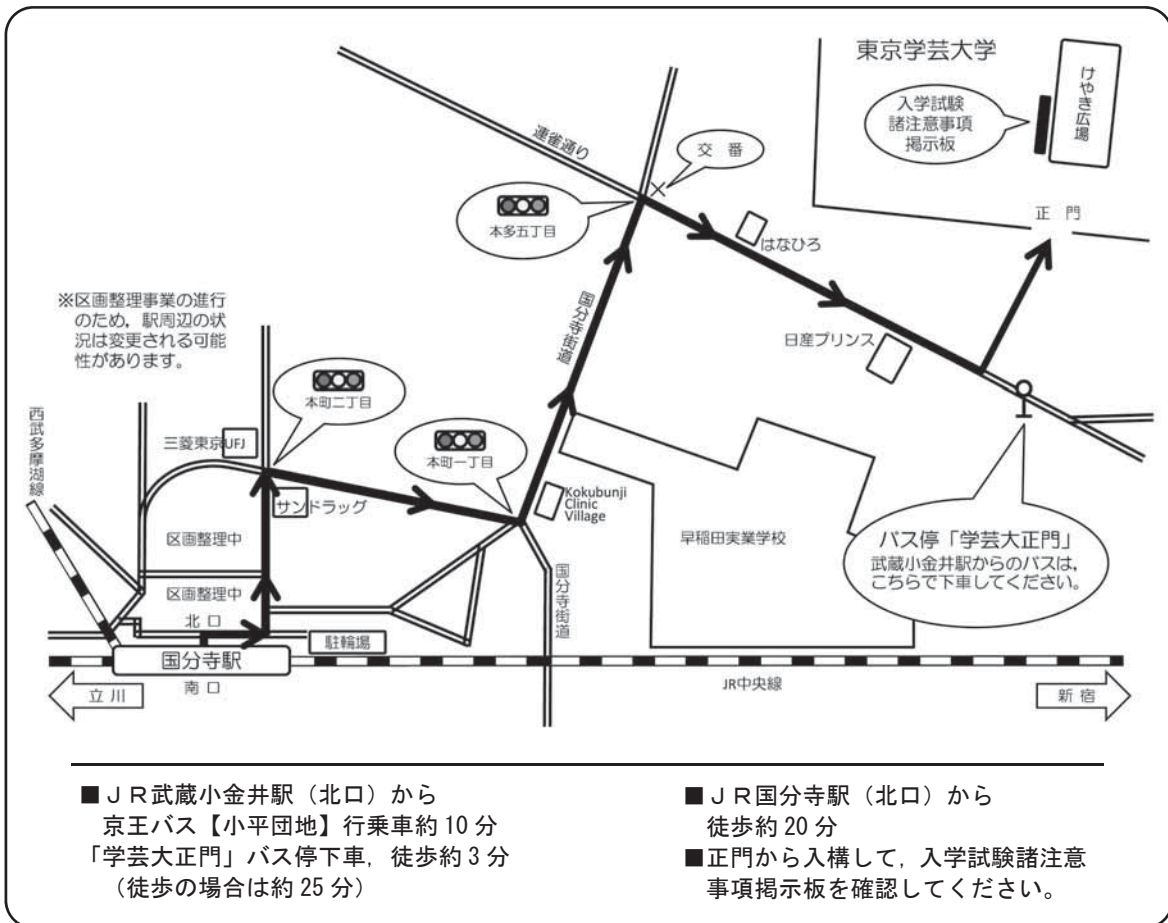 東京学芸大学
けやき広場
入学試験
諸注意事項
掲示板
連雀通り
交 番
正 門
本多五丁目
はなひろ
国分寺街道
日産プリンス
※区画整理事業の進行
のため，駅周辺の状
況は変更される可能
性があります。
本町二丁目
西武多摩湖線
三菱東京UFJ
本町一丁目
サンドラッグ
Kokubunji
Clinic
Village
早稲田実業学校
バス停「学芸大正門」
武蔵小金井駅からのバスは，
こちらで下車してください。
区画整理中
国分寺街道
区画整理中
北 口
駐輪場
国分寺駅
南 口
JR中央線
立 川
新 宿
■ＪＲ武蔵小金井駅（北口）から
京王バス【小平団地】行乗車約 10 分
「学芸大正門」バス停下車，徒歩約 3 分
（徒歩の場合は約 25 分）
■ＪＲ国分寺駅（北口）から
徒歩約 20 分
■正門から入構して，入学試験諸注意
事項掲示板を確認してください。